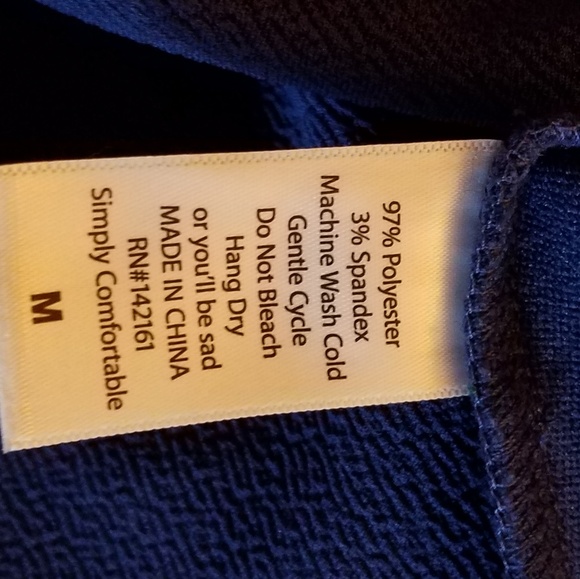 97% Polyester
3% Spandex
Machine Wash Cold
Gentle Cycle
Do Not Bleach
Hang Dry
or you'll be sad
MADE IN CHINA
RN#142161
Simply Comfortable
M